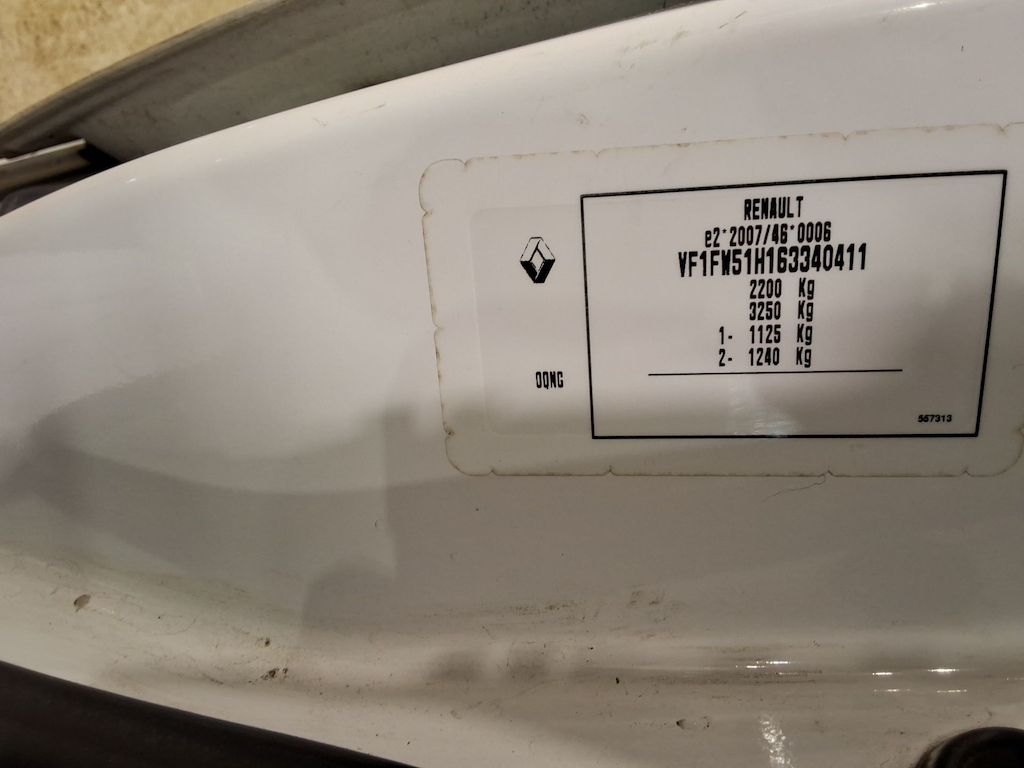 RENAULT
e2*2007/46*0006
VF1FW51H163340411
2200 Kg
3250 Kg
1- 1125 Kg
2- 1240 Kg
OQNG
557313